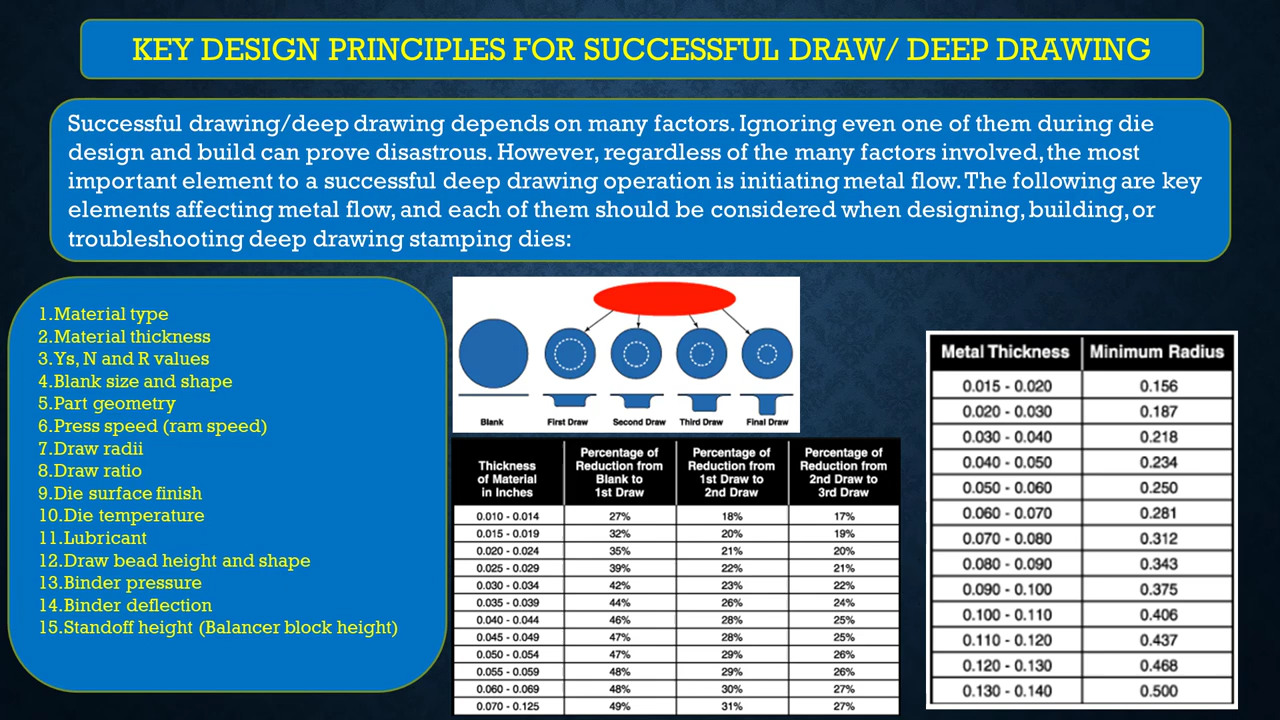 KEY DESIGN PRINCIPLES FOR SUCCESSFUL DRAW/ DEEP DRAWING
Successful drawing/deep drawing depends on many factors. Ignoring even one of them during die
design and build can prove disastrous. However, regardless of the many factors involved, the most
important element to a successful deep drawing operation is initiating metal flow. The following are key
elements affecting metal flow, and each of them should be considered when designing, building, or
troubleshooting deep drawing stamping dies:
1.Material type
2.Material thickness
3.Ys, N and R values
4.Blank size and shape
5.Part geometry
6.Press speed (ram speed)
7.Draw radii
8.Draw ratio
9.Die surface finish
10.Die temperature
11.Lubricant
12.Draw bead height and shape
13.Binder pressure
14.Binder deflection
15.Standoff height (Balancer block height)
Blank First Draw Second Draw Third Draw Final Draw
Thickness of Material in Inches Percentage of Reduction from Blank to 1st Draw Percentage of Reduction from 1st Draw to 2nd Draw Percentage of Reduction from 2nd Draw to 3rd Draw
0.010 - 0.014 27% 18% 17%
0.015 - 0.019 32% 20% 19%
0.020 - 0.024 35% 21% 20%
0.025 - 0.029 39% 22% 21%
0.030 - 0.034 42% 23% 22%
0.035 - 0.039 44% 26% 24%
0.040 - 0.044 46% 28% 25%
0.045 - 0.049 47% 28% 25%
0.050 - 0.054 47% 29% 26%
0.055 - 0.059 48% 29% 26%
0.060 - 0.069 48% 30% 27%
0.070 - 0.125 49% 31% 27%
Metal Thickness Minimum Radius
0.015 - 0.020 0.156
0.020 - 0.030 0.187
0.030 - 0.040 0.218
0.040 - 0.050 0.234
0.050 - 0.060 0.250
0.060 - 0.070 0.281
0.070 - 0.080 0.312
0.080 - 0.090 0.343
0.090 - 0.100 0.375
0.100 - 0.110 0.406
0.110 - 0.120 0.437
0.120 - 0.130 0.468
0.130 - 0.140 0.500